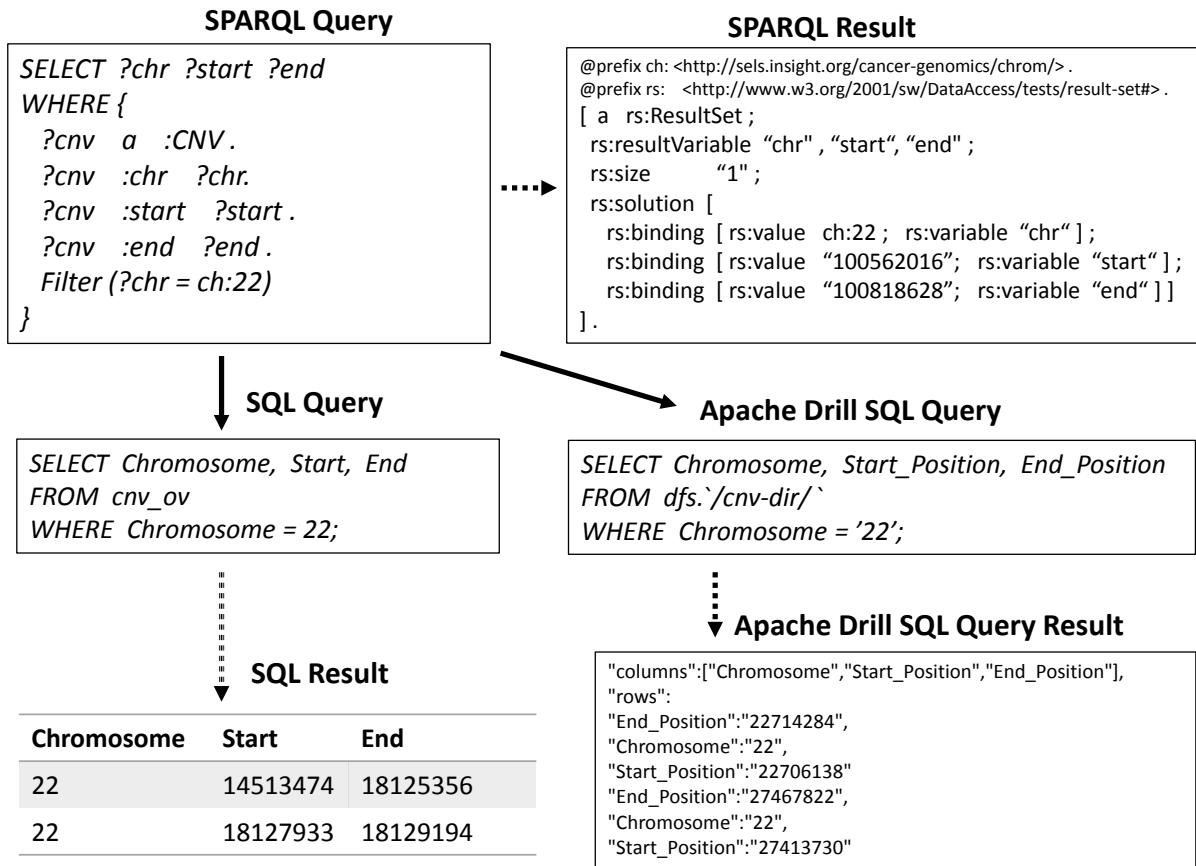 SPARQL Query
SELECT ?chr ?start ?end
WHERE {
?cnv a :CNV .
?cnv :chr ?chr.
?cnv :start ?start .
?cnv :end ?end .
Filter (?chr = ch:22)
}
SPARQL Result
@prefix ch: <http://sels.insight.org/cancer-genomics/chrom/> .
@prefix rs: <http://www.w3.org/2001/sw/DataAccess/tests/result-set#> .
[ a rs:ResultSet ;
rs:resultVariable “chr" , “start“, “end" ;
rs:size “1" ;
rs:solution [
rs:binding [ rs:value ch:22 ; rs:variable “chr“ ] ;
rs:binding [ rs:value “100562016”; rs:variable “start“ ] ;
rs:binding [ rs:value “100818628”; rs:variable “end“ ] ]
] .
SQL Query
SELECT Chromosome, Start, End
FROM cnv_ov
WHERE Chromosome = 22;
Apache Drill SQL Query
SELECT Chromosome, Start_Position, End_Position
FROM dfs.`/cnv-dir/ `
WHERE Chromosome = ’22’;
SQL Result
Chromosome Start End
22 14513474 18125356
22 18127933 18129194
Apache Drill SQL Query Result
"columns":["Chromosome","Start_Position","End_Position"],
"rows":
"End_Position":"22714284",
"Chromosome":"22",
"Start_Position":"22706138"
"End_Position":"27467822",
"Chromosome":"22",
"Start_Position":"27413730"